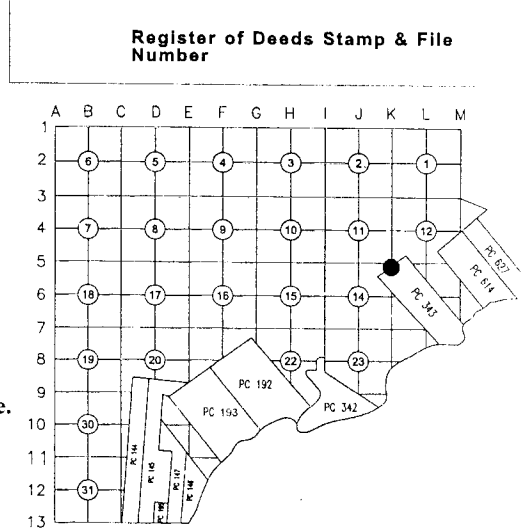 Register of Deeds Stamp & File
Number
A B C D E F G H I J K L M
1
2 6 5 4 3 2 1
3
4 7 8 9 10 11 12
5
6 18 17 16 15 14
7
8 19 20 22 23
9
10 30
11
12 31
13
PC 627
PC 614
PC 343
PC 192
PC 193
PC 342
PC 144
PC 145
PC 147
e.